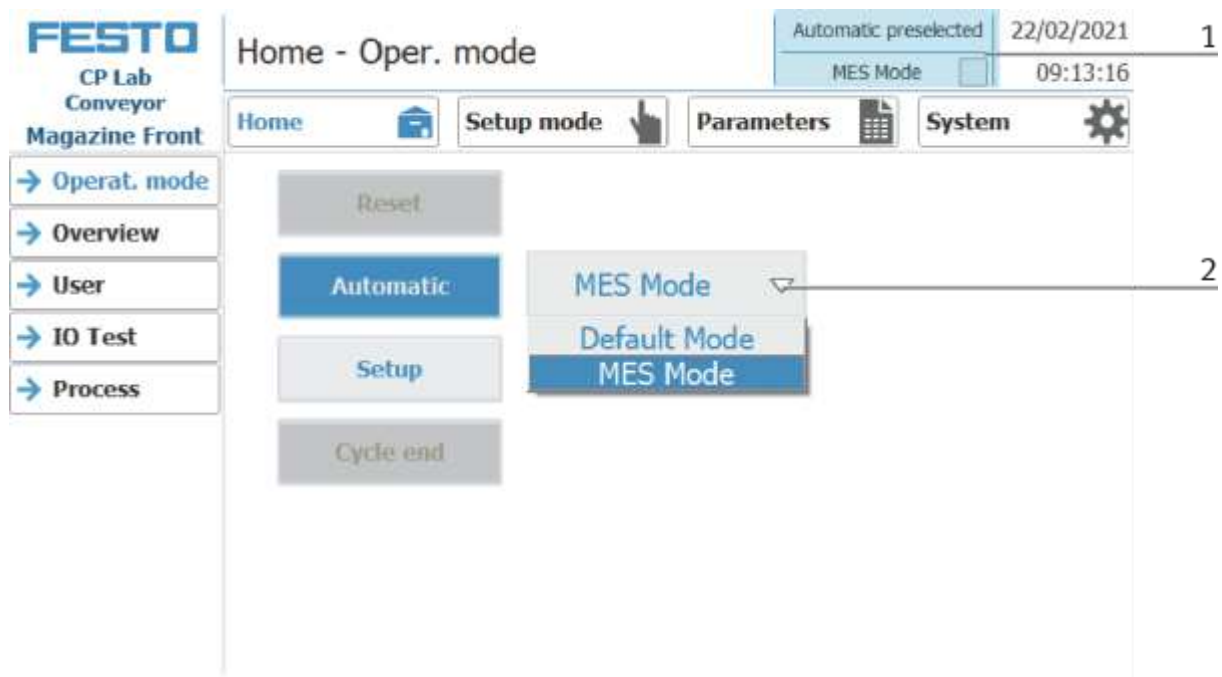 FESTO
CP Lab
Conveyor
Magazine Front
Home - Oper. mode
Automatic preselected
MES Mode
22/02/2021
09:13:16
1
Home
Setup mode
Parameters
System
Operat. mode
Overview
User
IO Test
Process
Reset
Automatic
Setup
Cycle end
MES Mode
2
Default Mode
MES Mode